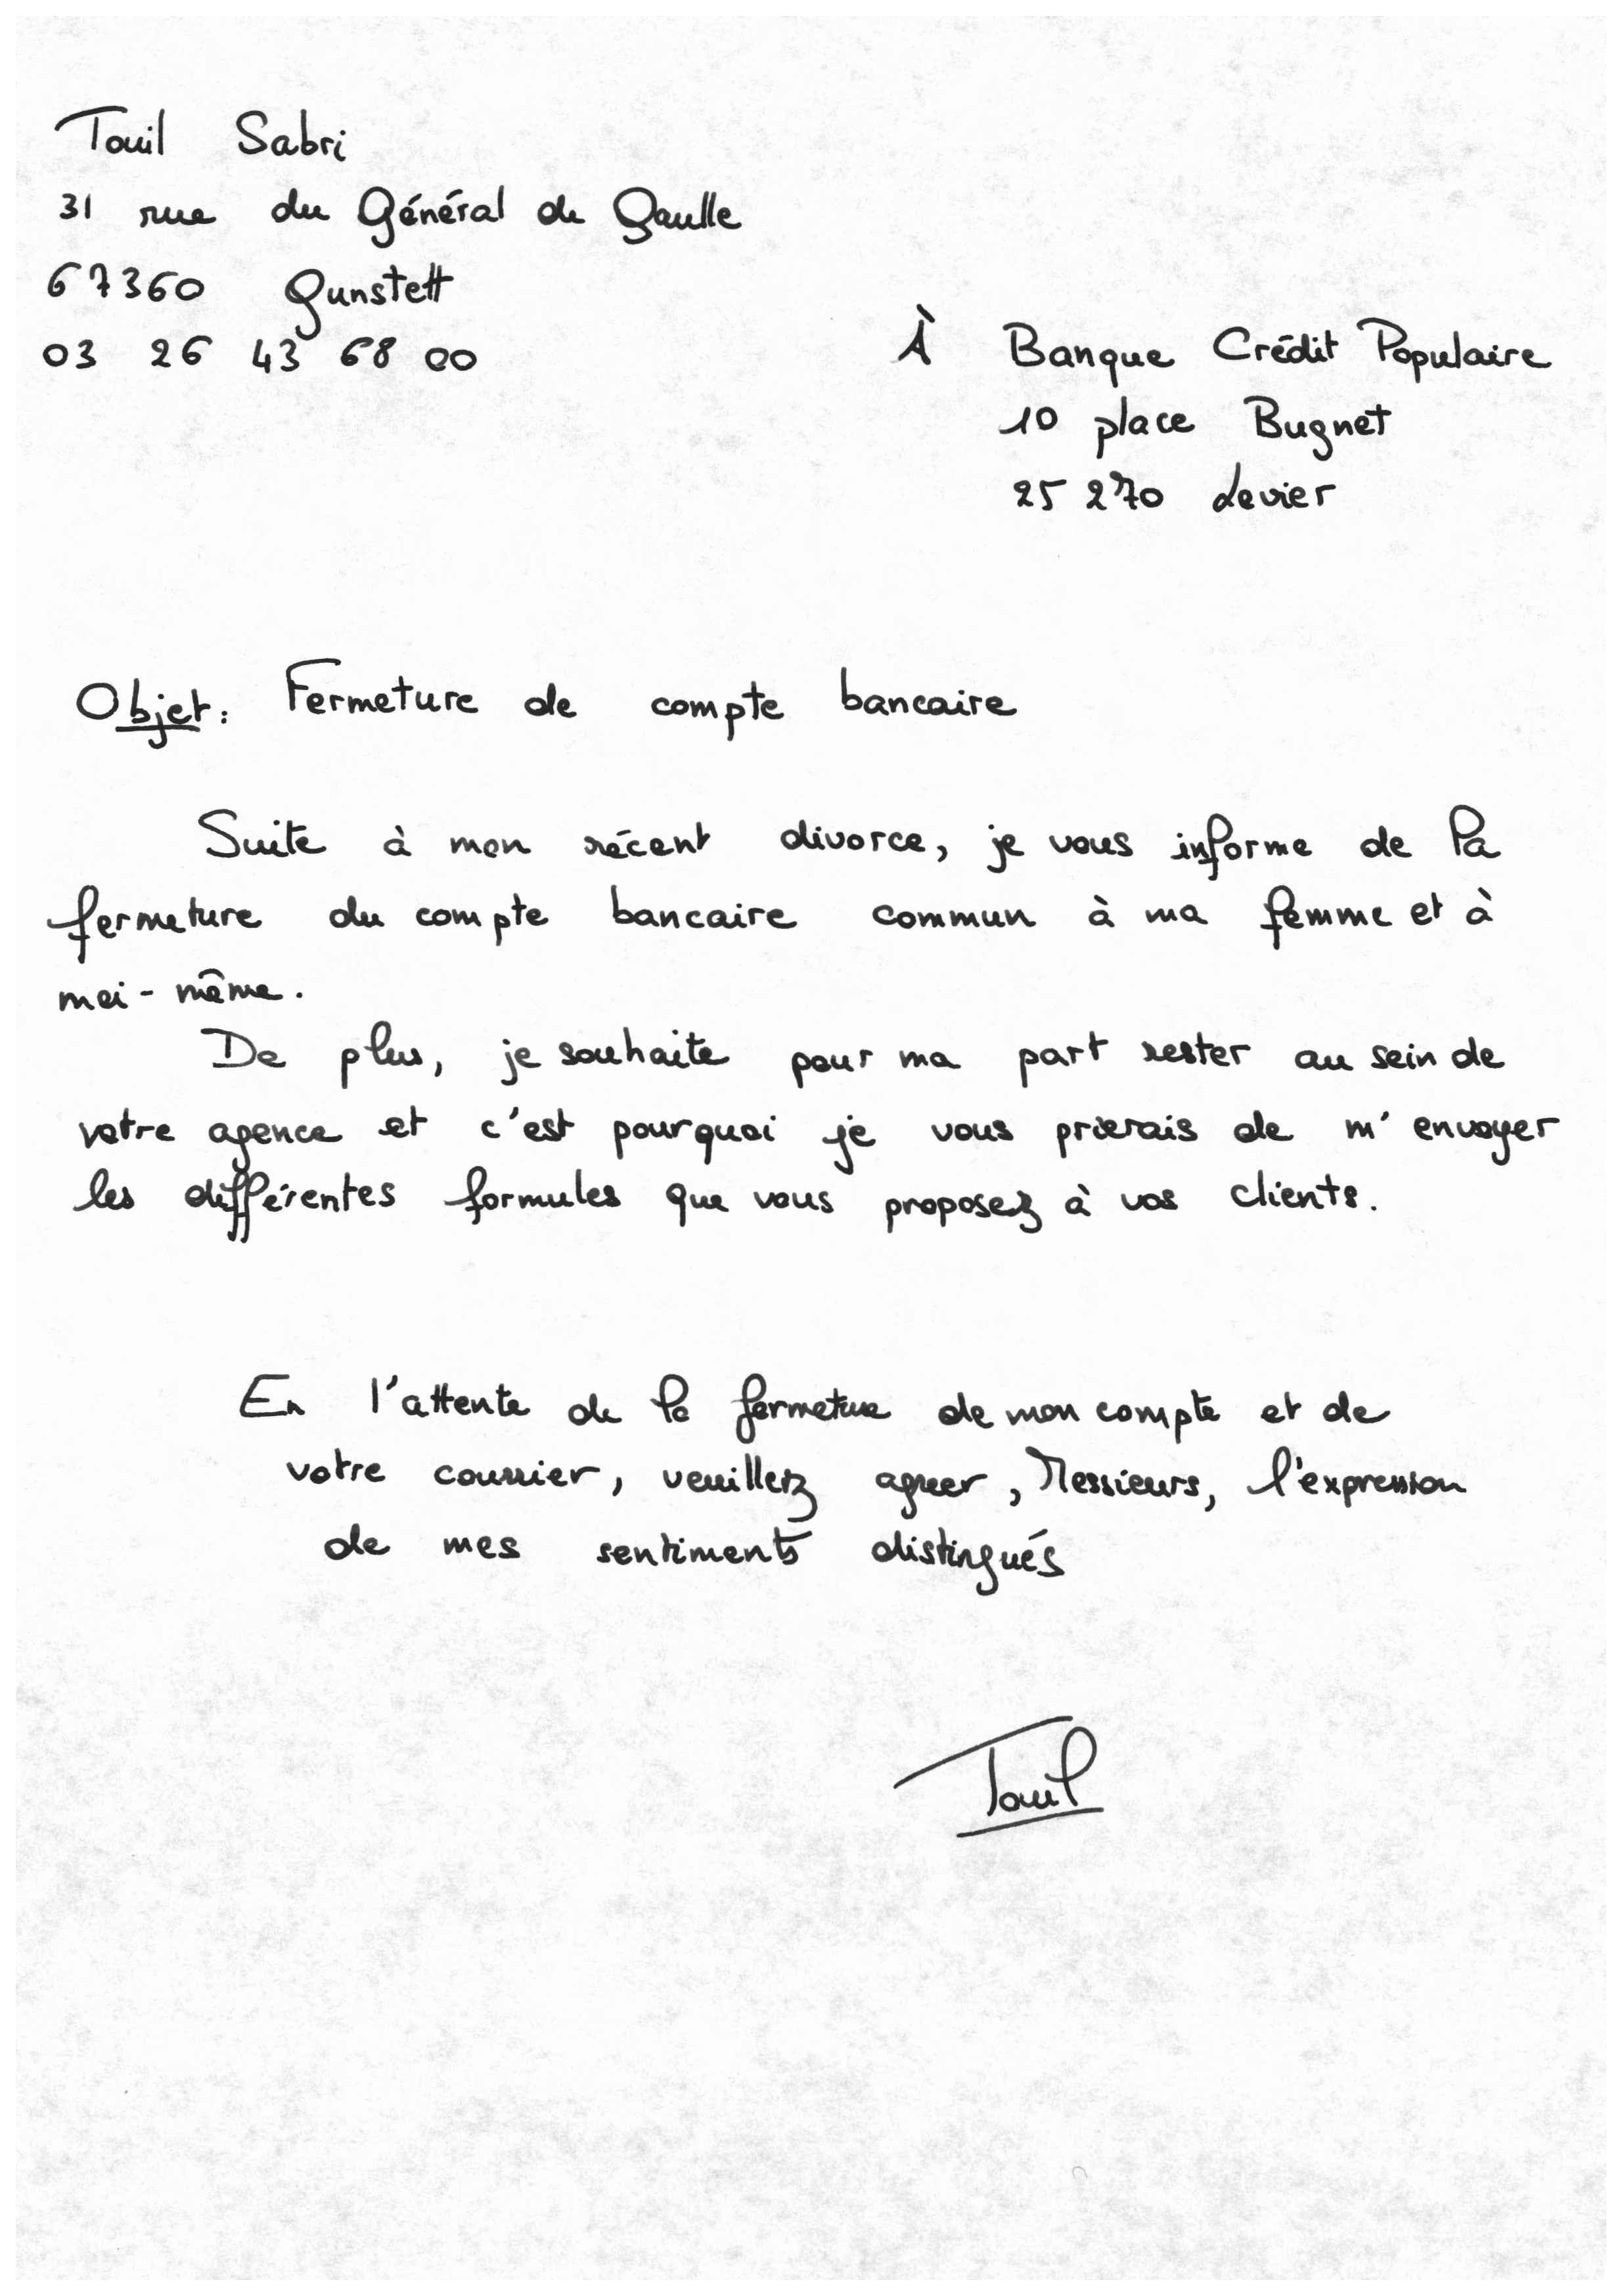 Touil Sabri
31 rue du Général de Gaulle
67360 Gunstett
03 26 43 68 00
À Banque Crédit Populaire
10 place Bugnet
25 270 Levier
Objet : Fermeture de compte bancaire
Suite à mon récent divorce, je vous informe de la
fermeture du compte bancaire commun à ma femme et à
moi-même.
De plus, je souhaite pour ma part rester au sein de
votre agence et c'est pourquoi je vous prierais de m'envoyer
les différentes formules que vous proposez à vos clients.
En l'attente de la fermeture de mon compte et de
votre courrier, veuillez agréer, Messieurs, l'expression
de mes sentiments distingués
Touil